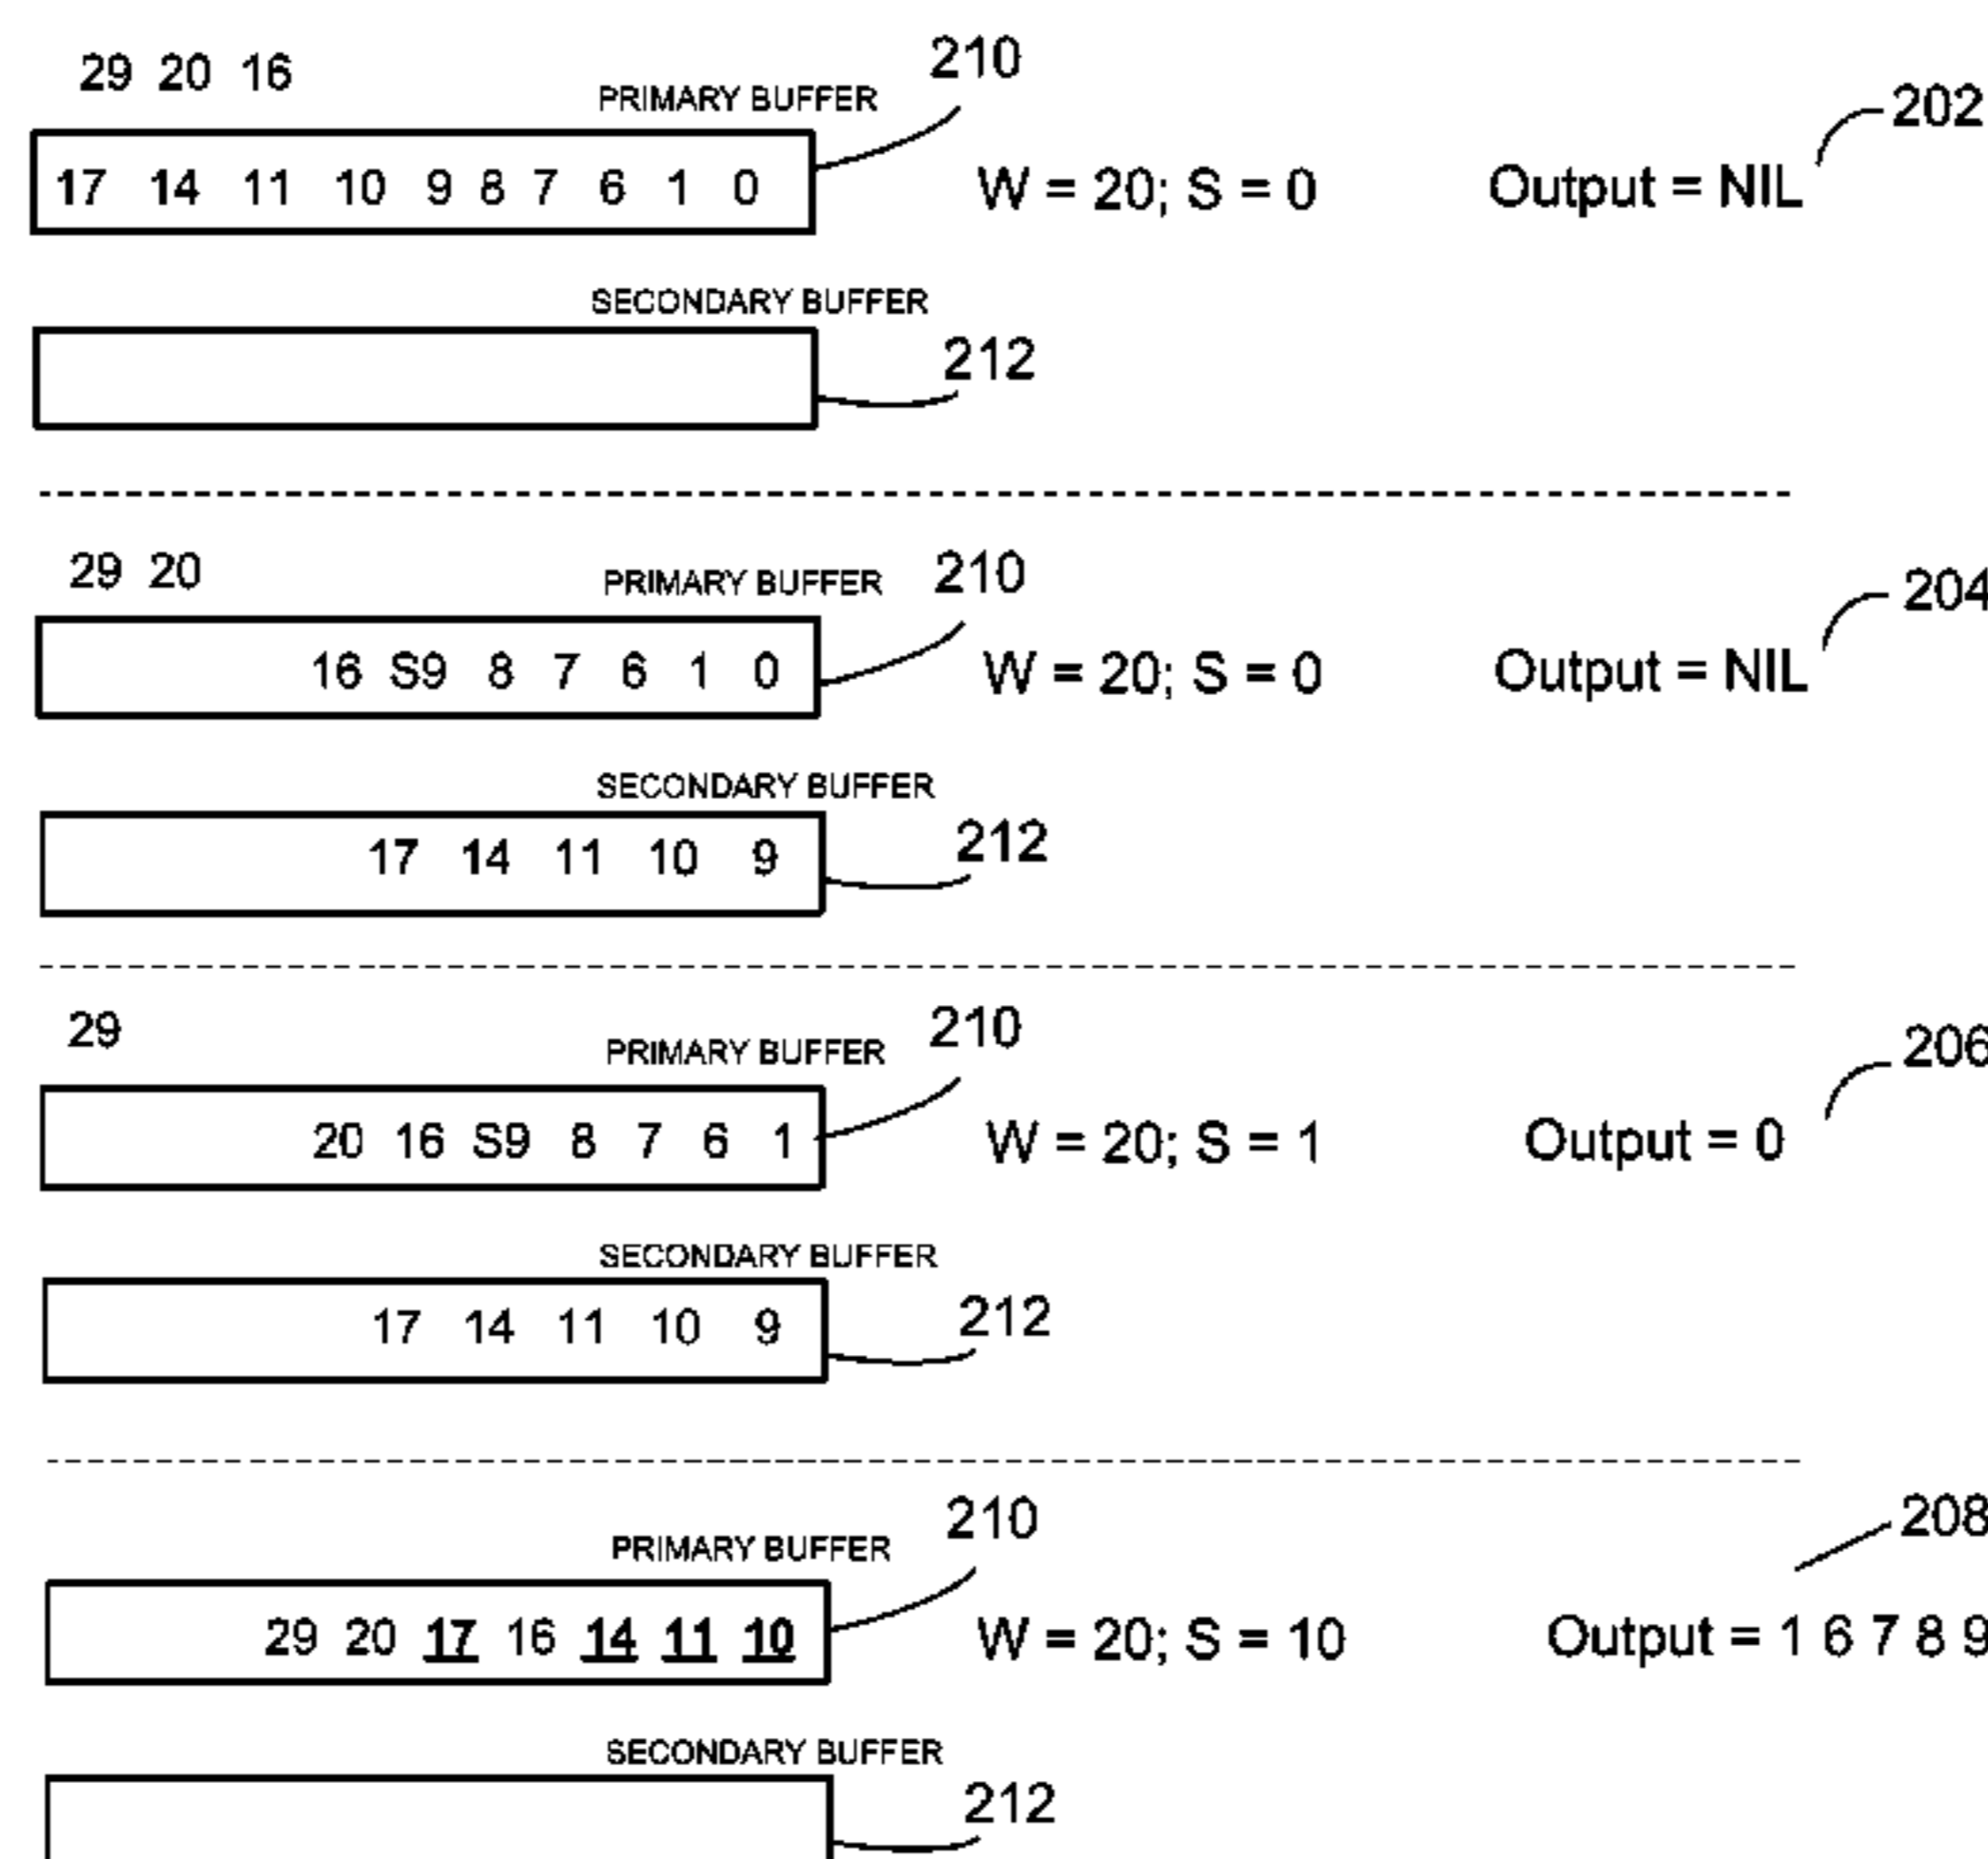 29 20 16
PRIMARY BUFFER
210
202
17 14 11 10 9 8 7 6 1 0
W = 20; S = 0
Output = NIL
SECONDARY BUFFER
212
29 20
PRIMARY BUFFER
210
204
16 S9 8 7 6 1 0
W = 20; S = 0
Output = NIL
SECONDARY BUFFER
212
17 14 11 10 9
29
PRIMARY BUFFER
210
206
20 16 S9 8 7 6 1
W = 20; S = 1
Output = 0
SECONDARY BUFFER
212
17 14 11 10 9
PRIMARY BUFFER
210
208
29 20 17 16 14 11 10
W = 20; S = 10
Output = 1 6 7 8 9
SECONDARY BUFFER
212